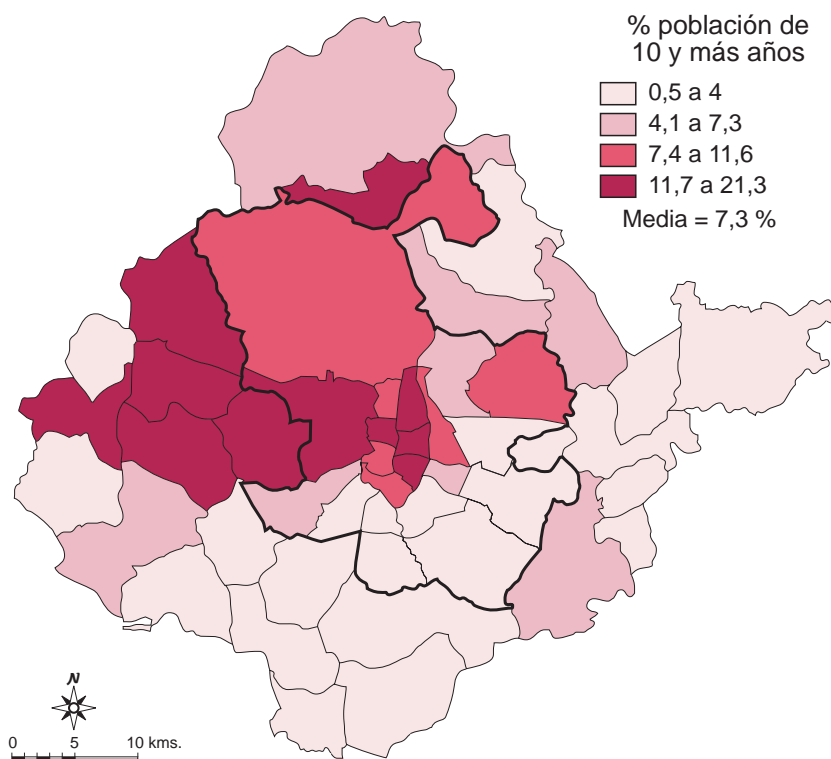 % población de
10 y más años
0,5 a 4
4,1 a 7,3
7,4 a 11,6
11,7 a 21,3
Media = 7,3 %
N
0 5 10 kms.